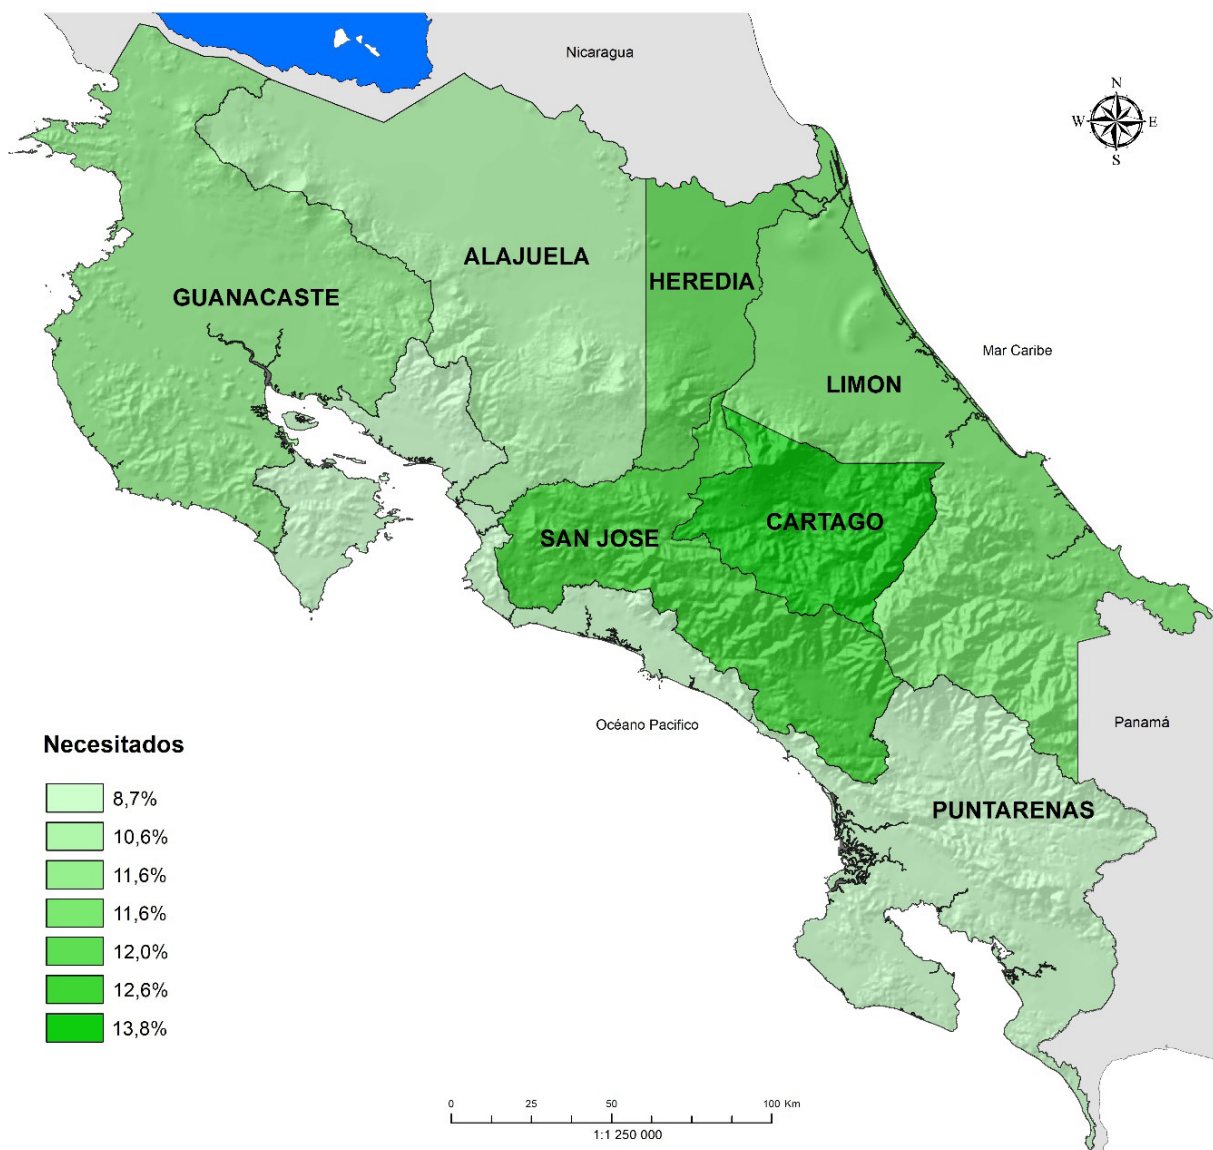 Nicaragua
N
W
E
S
ALAJUELA
HEREDIA
GUANACASTE
Mar Caribe
LIMON
CARTAGO
SAN JOSE
Océano Pacifico
Panamá
Necesitados
8,7%
10,6%
11,6%
11,6%
12,0%
12,6%
13,8%
PUNTARENAS
0 25 50 100 Km
1:1 250 000